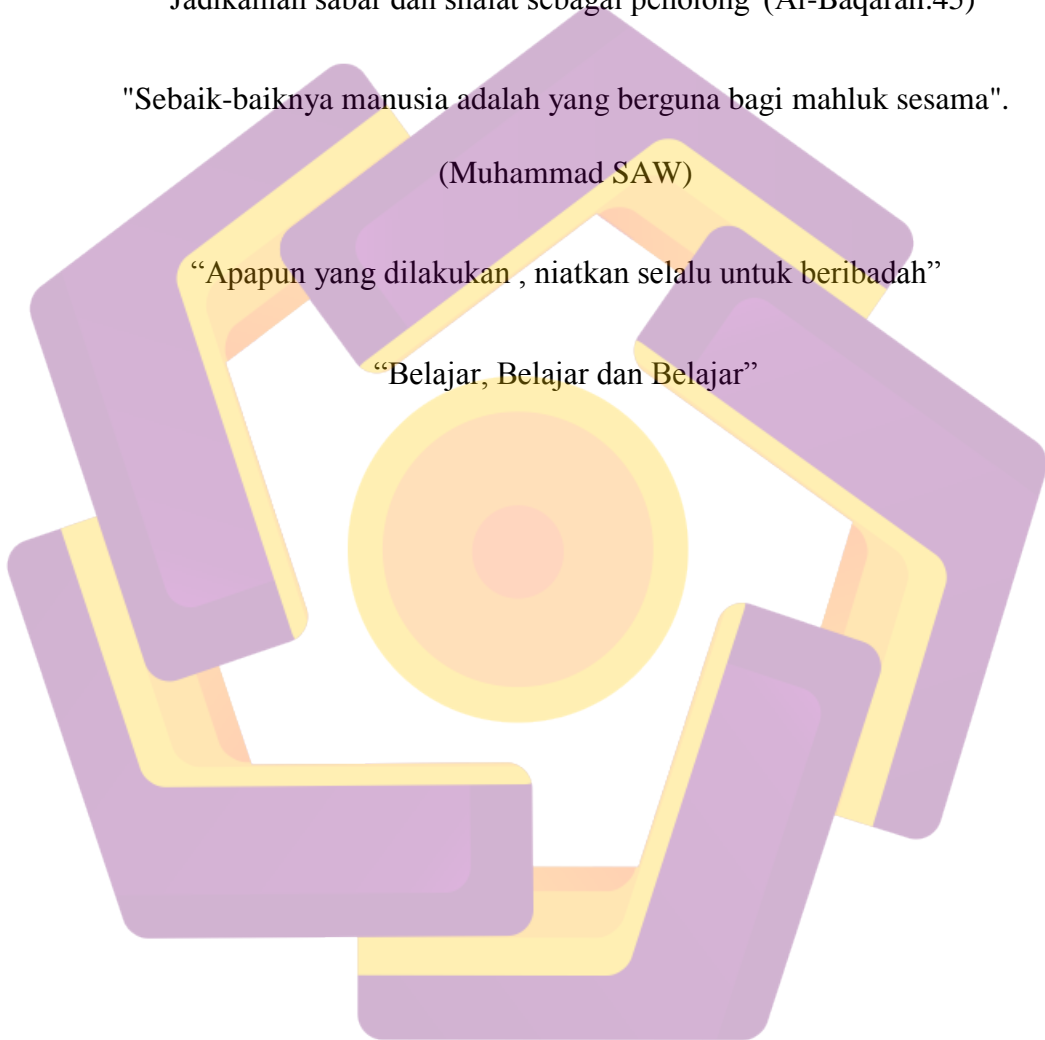 Jadikanlah sabar dan shalat sebagai penolong"(Al-Baqarah:45)
"Sebaik-baiknya manusia adalah yang berguna bagi mahluk sesama".
(Muhammad SAW)
“Apapun yang dilakukan , niatkan selalu untuk beribadah”
“Belajar, Belajar dan Belajar”